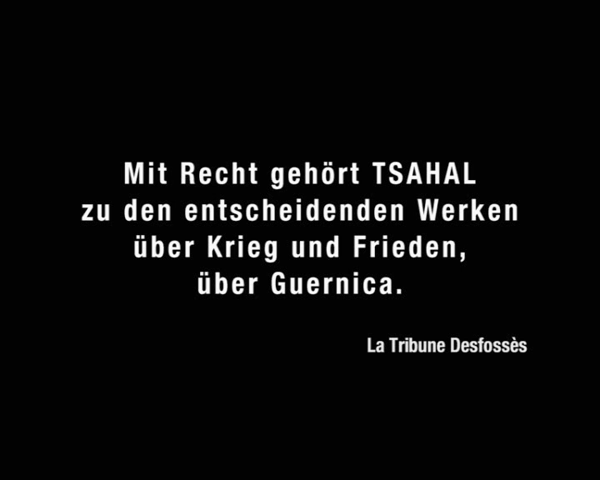 Mit Recht gehört TSAHAL
zu den entscheidenden Werken
über Krieg und Frieden,
über Guernica.
La Tribune Desfossès